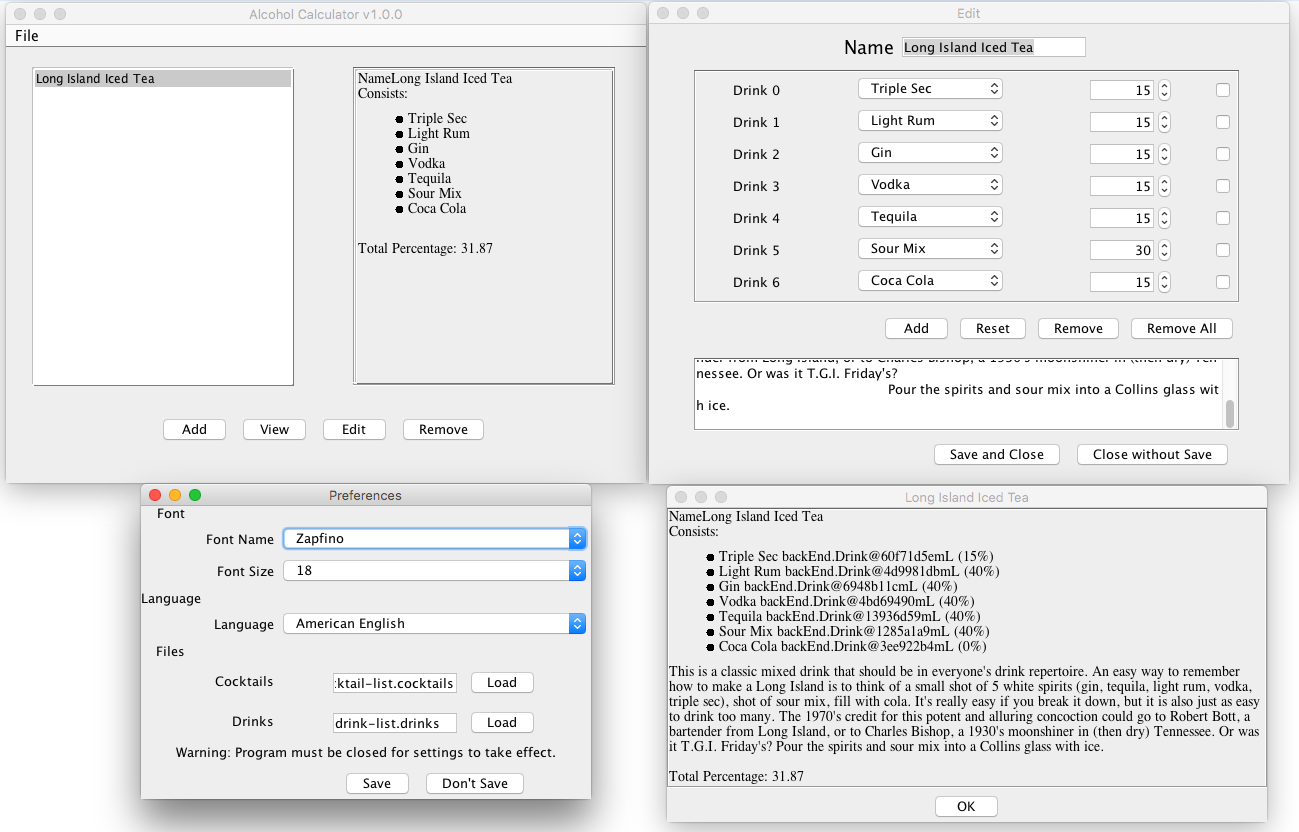 Alcohol Calculator v1.0.0
File
Long Island Iced Tea
NameLong Island Iced Tea
Consists:
Triple Sec
Light Rum
Gin
Vodka
Tequila
Sour Mix
Coca Cola
Total Percentage: 31.87
Add View Edit Remove
Edit
Name Long Island Iced Tea
Drink 0 Triple Sec 15
Drink 1 Light Rum 15
Drink 2 Gin 15
Drink 3 Vodka 15
Drink 4 Tequila 15
Drink 5 Sour Mix 30
Drink 6 Coca Cola 15
Add Reset Remove Remove All
nder from Long Island, or to Charles Bishop, a 1930's moonshiner in (then dry) Ten
nessee. Or was it T.G.I. Friday's?
Pour the spirits and sour mix into a Collins glass wit
h ice.
Save and Close Close without Save
Preferences
Font
Font Name Zapfino
Font Size 18
Language
Language American English
Files
Cocktails :ktail-list.cocktails Load
Drinks drink-list.drinks Load
Warning: Program must be closed for settings to take effect.
Save Don't Save
Long Island Iced Tea
NameLong Island Iced Tea
Consists:
Triple Sec backEnd.Drink@60f71d5emL (15%)
Light Rum backEnd.Drink@4d9981dbmL (40%)
Gin backEnd.Drink@6948b11cmL (40%)
Vodka backEnd.Drink@4bd69490mL (40%)
Tequila backEnd.Drink@13936d59mL (40%)
Sour Mix backEnd.Drink@1285a1a9mL (40%)
Coca Cola backEnd.Drink@3ee922b4mL (0%)
This is a classic mixed drink that should be in everyone's drink repertoire. An easy way to remember
how to make a Long Island is to think of a small shot of 5 white spirits (gin, tequila, light rum, vodka,
triple sec), shot of sour mix, fill with cola. It's really easy if you break it down, but it is also just as easy
to drink too many. The 1970's credit for this potent and alluring concoction could go to Robert Bott, a
bartender from Long Island, or to Charles Bishop, a 1930's moonshiner in (then dry) Tennessee. Or was
it T.G.I. Friday's? Pour the spirits and sour mix into a Collins glass with ice.
Total Percentage: 31.87
OK